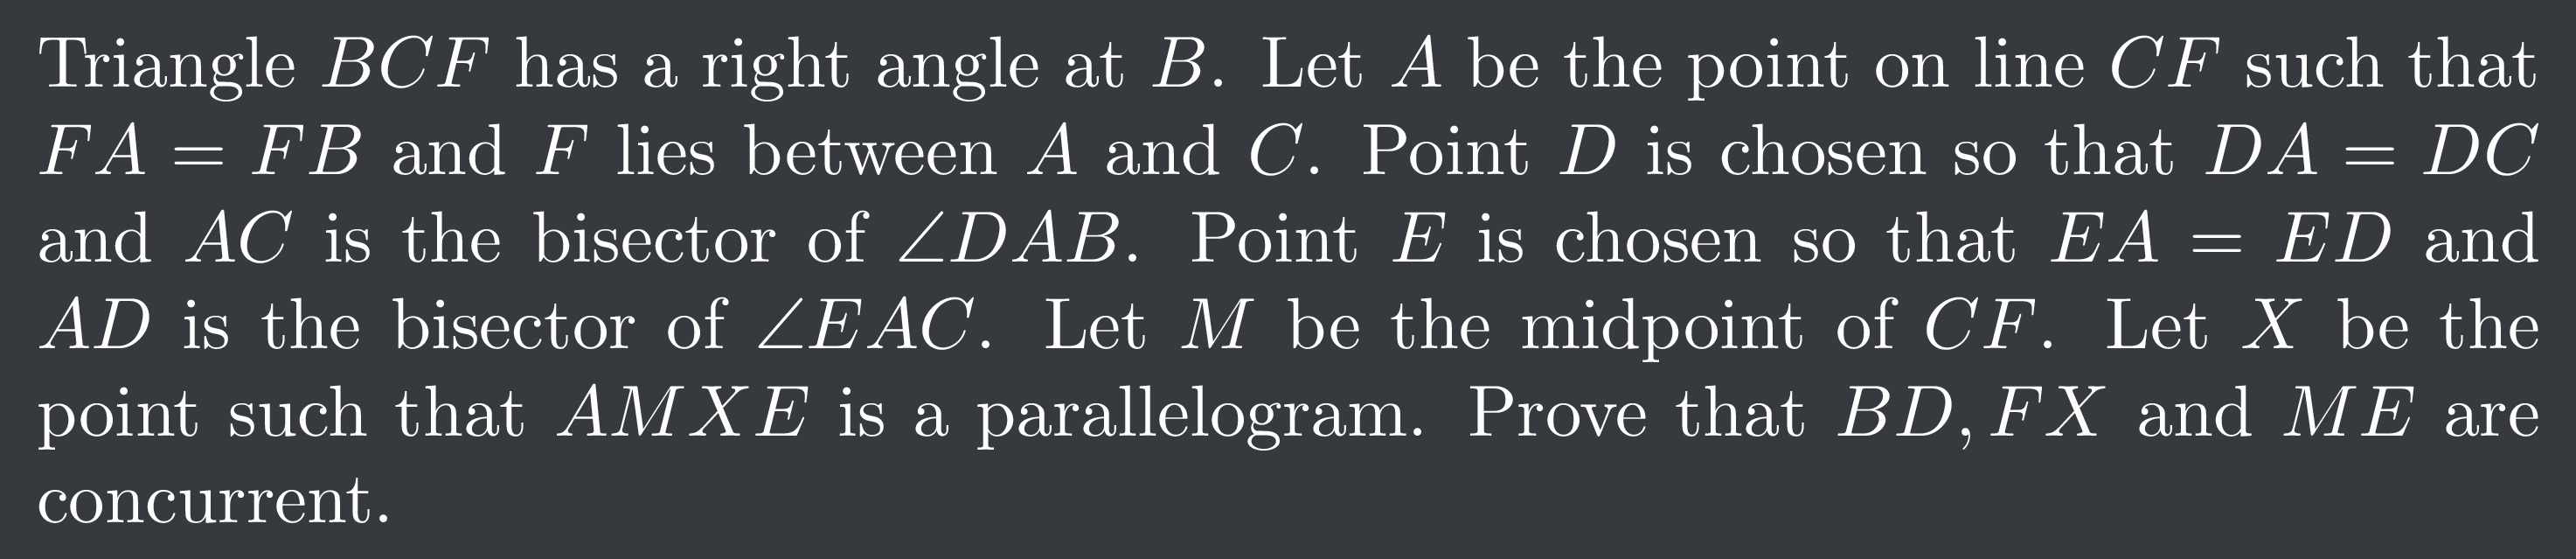 Triangle BCF has a right angle at B. Let A be the point on line CF such that
FA = FB and F lies between A and C. Point D is chosen so that DA = DC
and AC is the bisector of ∠DAB. Point E is chosen so that EA = ED and
AD is the bisector of ∠EAC. Let M be the midpoint of CF. Let X be the
point such that AMXE is a parallelogram. Prove that BD, FX and ME are
concurrent.